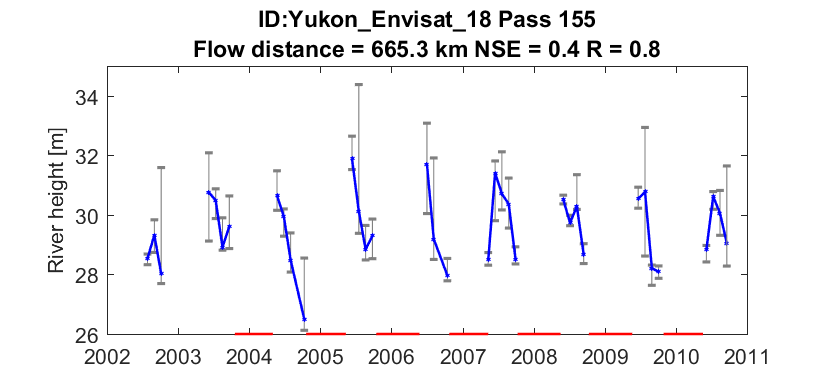 ID:Yukon_Envisat_18 Pass 155
Flow distance = 665.3 km NSE = 0.4 R = 0.8
River height [m]
34
32
30
28
26
2002 2003 2004 2005 2006 2007 2008 2009 2010 2011